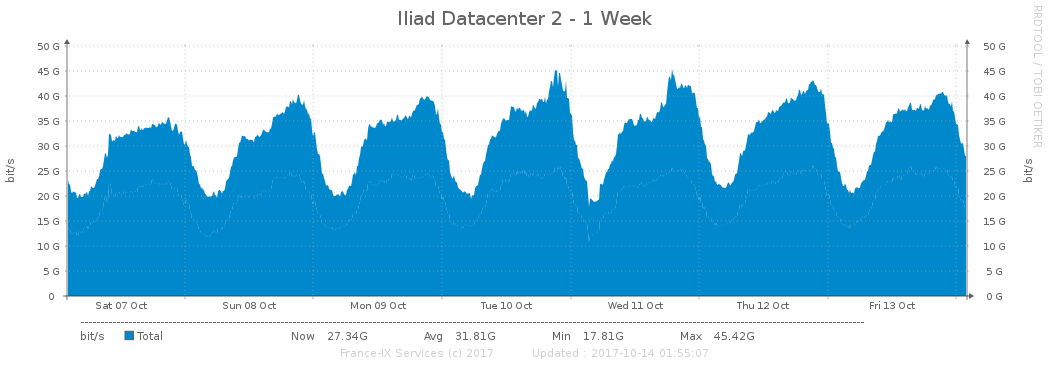 Iliad Datacenter 2 - 1 Week
RRDTOOL / TOBI OETIKER
50 G 50 G
45 G 45 G
40 G 40 G
35 G 35 G
30 G 30 G
25 G 25 G
20 G 20 G
15 G 15 G
10 G 10 G
5 G 5 G
0 0 G
bit/s bit/s
Sat 07 Oct Sun 08 Oct Mon 09 Oct Tue 10 Oct Wed 11 Oct Thu 12 Oct Fri 13 Oct
bit/s Total Now 27.34G Avg 31.81G Min 17.81G Max 45.42G
France-IX Services (c) 2017 Updated : 2017-10-14 01:55:07